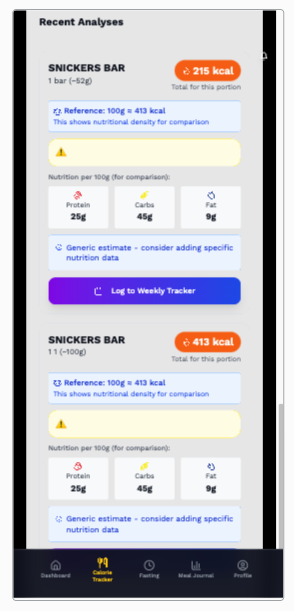 Recent Analyses
SNICKERS BAR
215 kcal
1 bar (~52g)
Total for this portion
Reference: 100g = 413 kcal
This shows nutritional density for comparison
Nutrition per 100g (for comparison):
Protein
25g
Carbs
45g
Fat
9g
Generic estimate - consider adding specific
nutrition data
Log to Weekly Tracker
SNICKERS BAR
413 kcal
1 1 (~100g)
Total for this portion
Reference: 100g = 413 kcal
This shows nutritional density for comparison
Nutrition per 100g (for comparison):
Protein
25g
Carbs
45g
Fat
9g
Generic estimate - consider adding specific
nutrition data
Dashboard
Calorie
Tracker
Fasting
Meal Journal
Profile